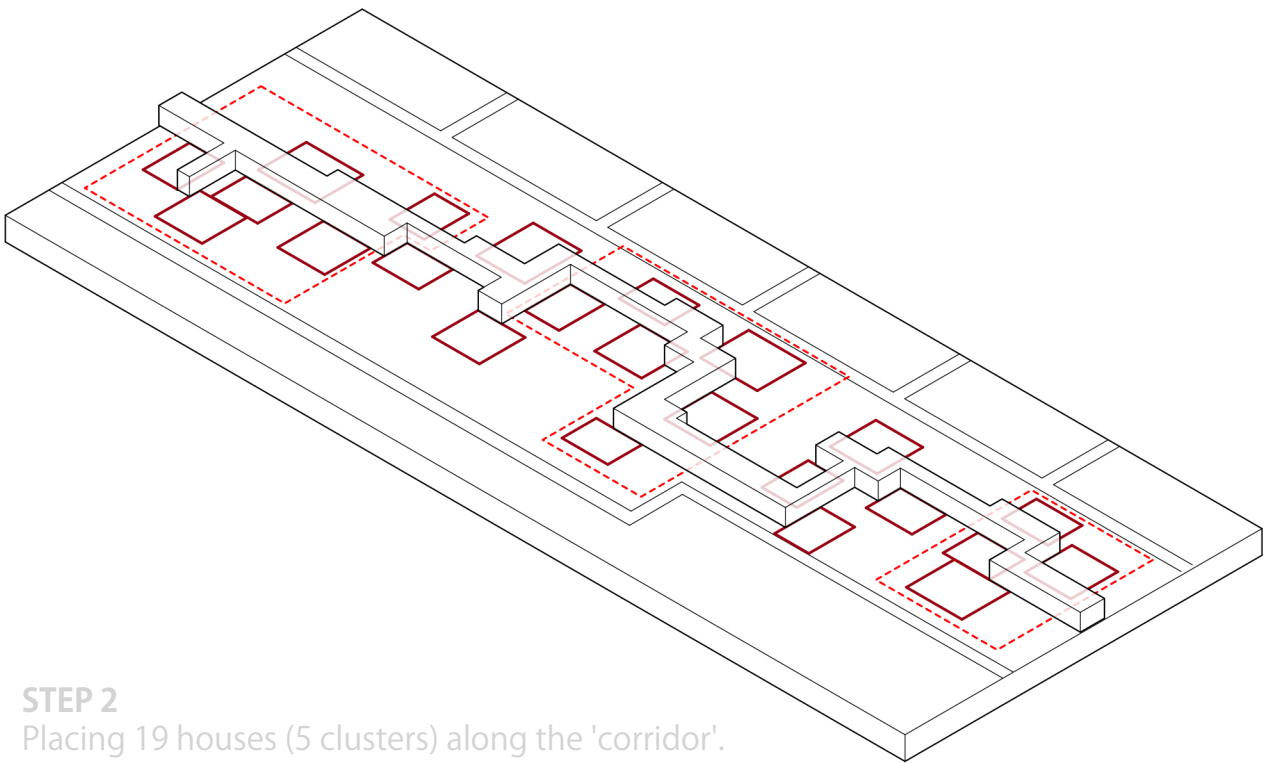 STEP 2
Placing 19 houses (5 clusters) along the 'corridor'.